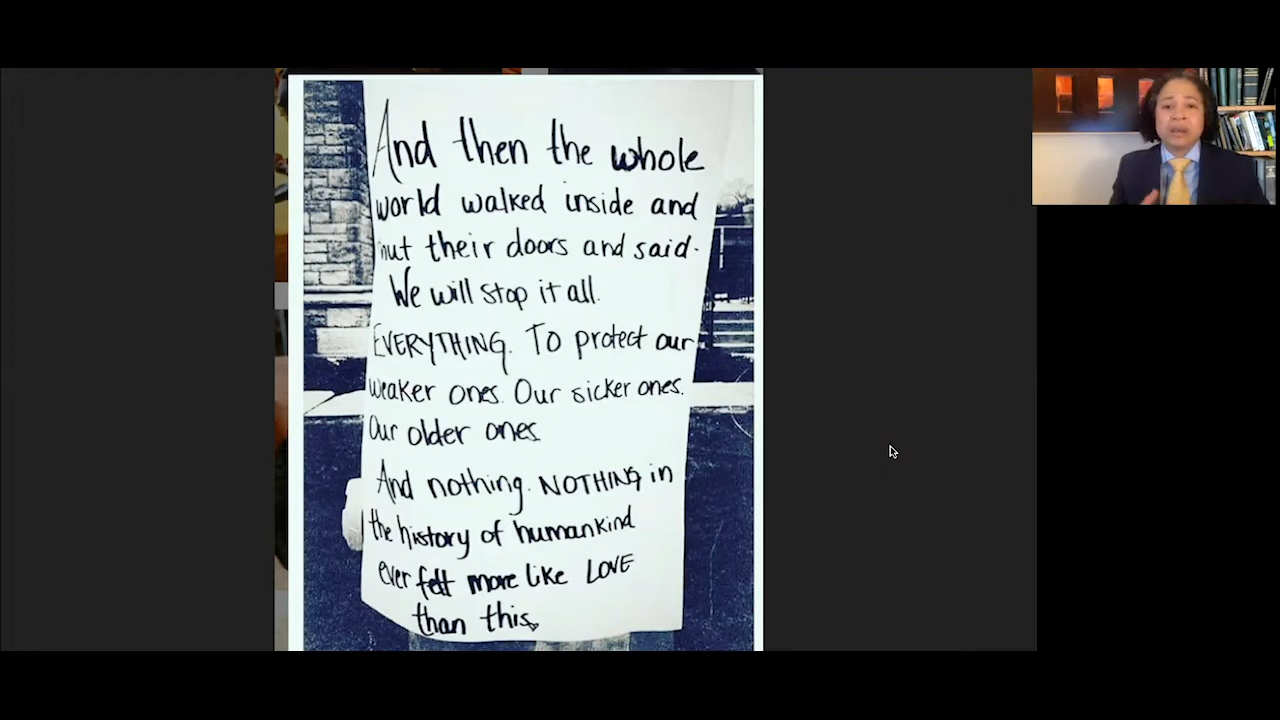 And then the whole
world walked inside and
hut their doors and said.
We will stop it all.
EVERYTHING. To protect our
weaker ones. Our sicker ones.
Our older ones.
And nothing. NOTHING in
the history of humankind
ever felt more like LOVE
than this.